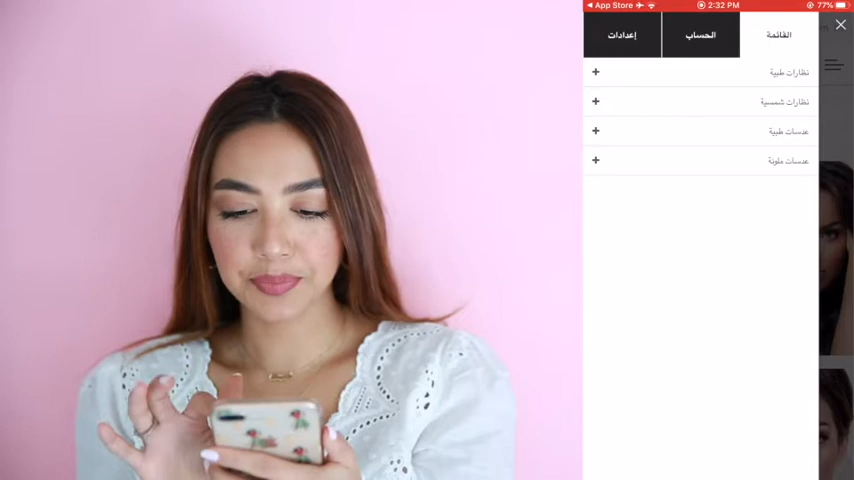 App Store
2:32 PM
77%
القائمة
الحساب
إعدادات
نظارات طبية
نظارات شمسية
عدسات طبية
عدسات ملونة